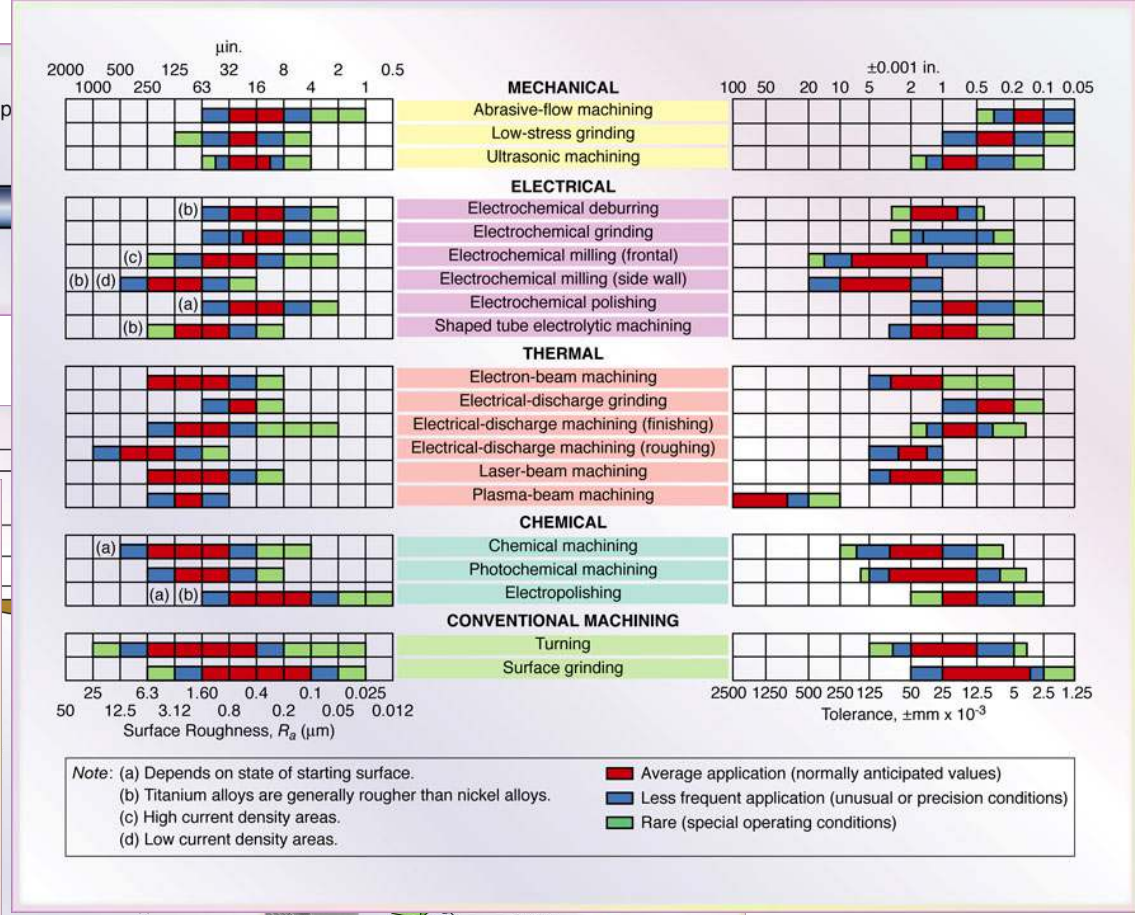 μin.
2000 500 125 32 8 2 0.5
1000 250 63 16 4 1
±0.001 in.
100 50 20 10 5 2 1 0.5 0.2 0.1 0.05
MECHANICAL
Abrasive-flow machining
Low-stress grinding
Ultrasonic machining
ELECTRICAL
(b) Electrochemical deburring
Electrochemical grinding
(c) Electrochemical milling (frontal)
(b) (d) Electrochemical milling (side wall)
(a) Electrochemical polishing
(b) Shaped tube electrolytic machining
THERMAL
Electron-beam machining
Electrical-discharge grinding
Electrical-discharge machining (finishing)
Electrical-discharge machining (roughing)
Laser-beam machining
Plasma-beam machining
CHEMICAL
(a) Chemical machining
Photochemical machining
(a) (b) Electropolishing
CONVENTIONAL MACHINING
Turning
Surface grinding
25 6.3 1.60 0.4 0.1 0.025
50 12.5 3.12 0.8 0.2 0.05 0.012
Surface Roughness, Ra (μm)
2500 1250 500 250 125 50 25 12.5 5 2.5 1.25
Tolerance, ±mm x 10-3
Note: (a) Depends on state of starting surface.
(b) Titanium alloys are generally rougher than nickel alloys.
(c) High current density areas.
(d) Low current density areas.
Average application (normally anticipated values)
Less frequent application (unusual or precision conditions)
Rare (special operating conditions)